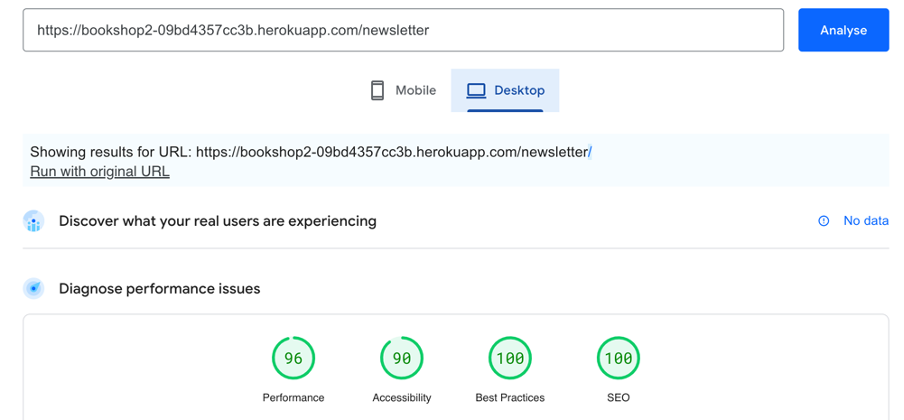 https://bookshop2-09bd4357cc3b.herokuapp.com/newsletter
Analyse
Mobile
Desktop
Showing results for URL: https://bookshop2-09bd4357cc3b.herokuapp.com/newsletter/
Run with original URL
Discover what your real users are experiencing
No data
Diagnose performance issues
96
90
100
100
Performance
Accessibility
Best Practices
SEO